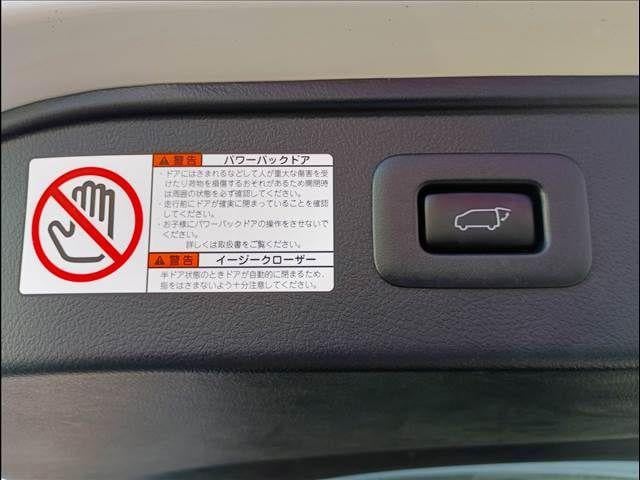 警告 パワーバックドア
・ドアにはさまれるなどして人が重大な傷害を受
けたり荷物を損傷するおそれがあるため開閉時
は周囲の状態を必ず確認してください。
・走行前にドアが確実に閉まっていることを確認
してください。
・お子様にパワーバックドアの操作をさせないで
ください。
詳しくは取扱書をご覧ください。
警告 イージークローザー
半ドア状態のときドアが自動的に閉まるため、
指をはさまないよう十分注意してください。